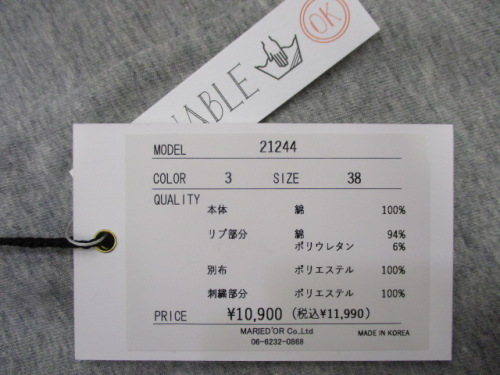 ABLE
OK
MODEL 21244
COLOR 3 SIZE 38
QUALITY
本体 綿 100%
リブ部分 綿 94%
ポリウレタン 6%
別布 ポリエステル 100%
刺繍部分 ポリエステル 100%
PRICE ¥10,900 (税込¥11,990)
MARIED'OR Co.,Ltd
06-6232-0868
MADE IN KOREA